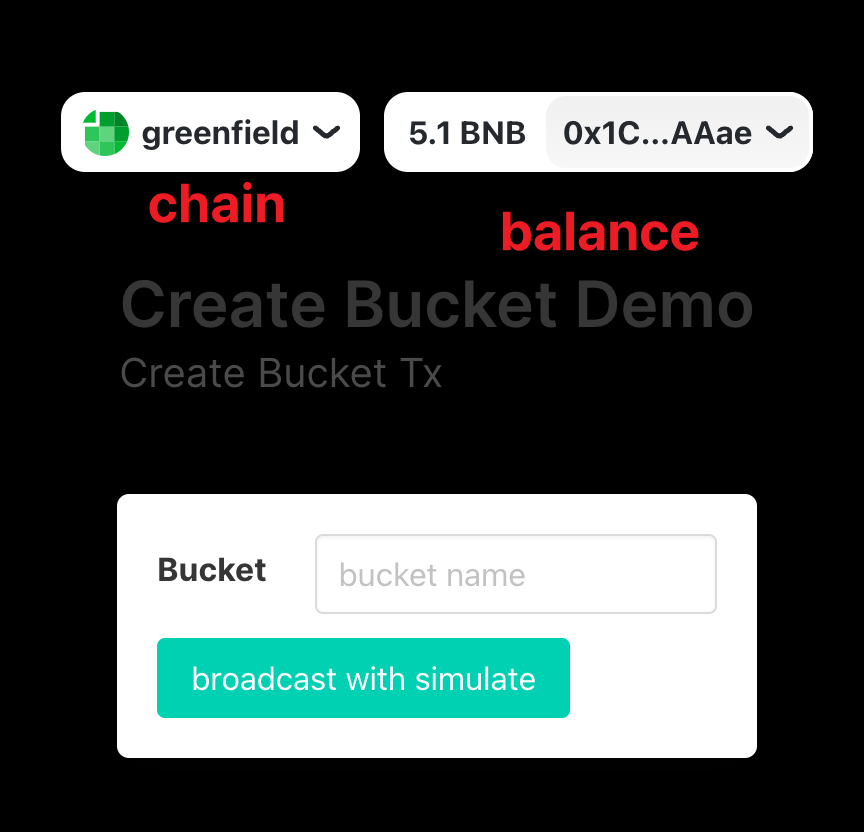 greenfield
5.1 BNB 0x1C...AAae
chain
balance
Create Bucket Demo
Create Bucket Tx
Bucket
bucket name
broadcast with simulate